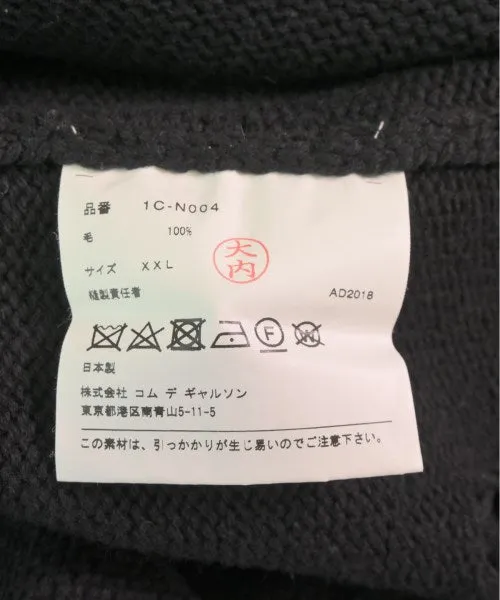 品番 1C-N004
毛 100%
サイズ XXL
大内
縫製責任者 AD2018
F W
日本製
株式会社 コム デ ギャルソン
東京都港区南青山5-11-5
この素材は、引っかかりが生じ易いのでご注意下さい。